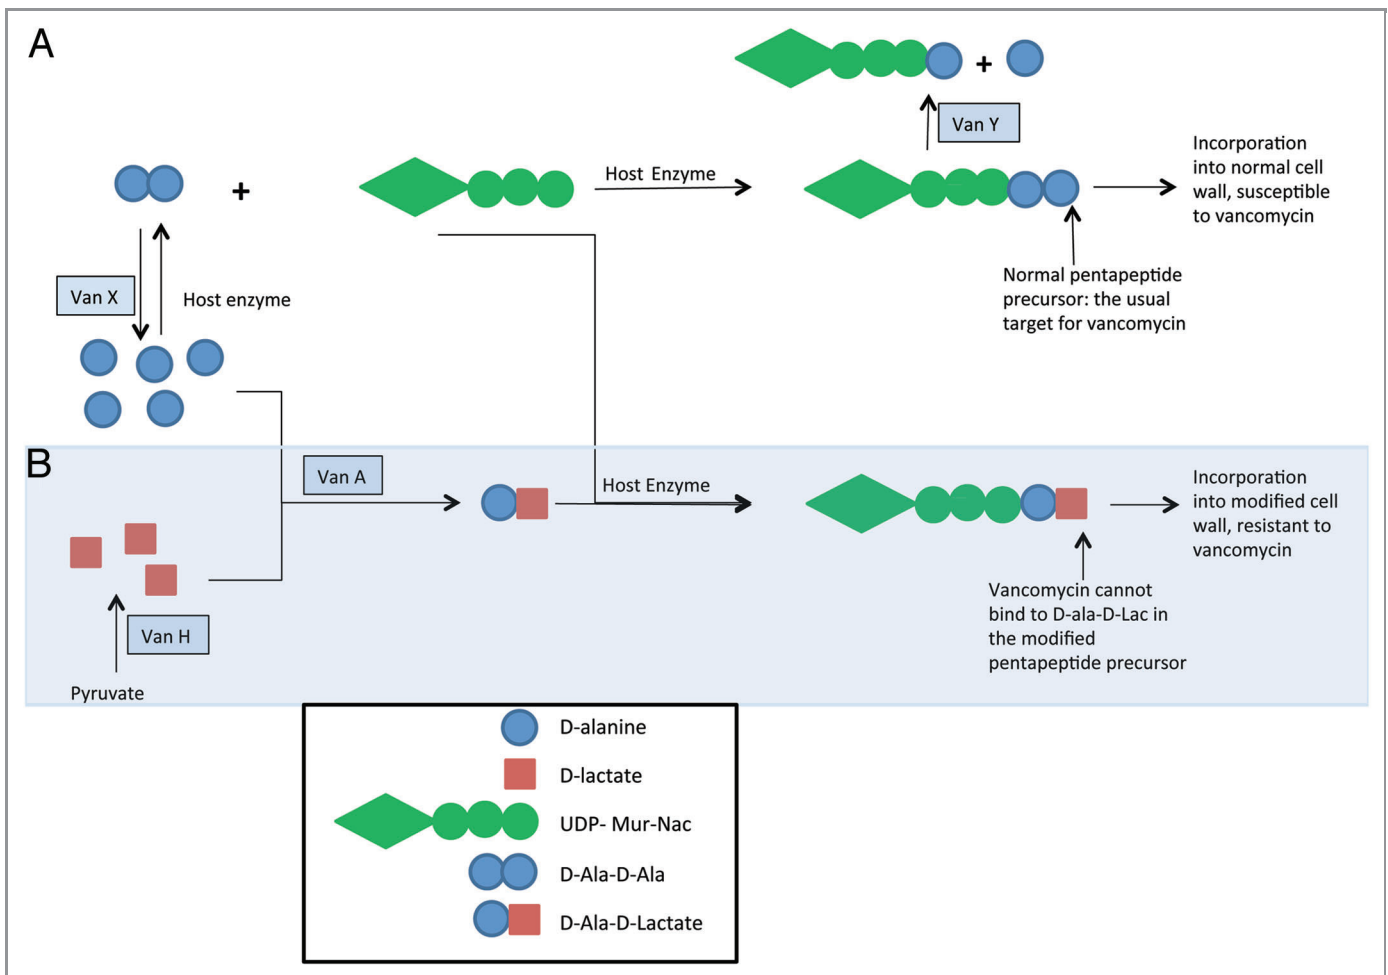 A
Van Y
Host Enzyme
Incorporation
into normal cell
wall, susceptible
to vancomycin
+
+
Van X
Host enzyme
Normal pentapeptide
precursor: the usual
target for vancomycin
B
Van A
Host Enzyme
Incorporation
into modified cell
wall, resistant to
vancomycin
Van H
Pyruvate
Vancomycin cannot
bind to D-ala-D-Lac in
the modified
pentapeptide precursor
D-alanine
D-lactate
UDP- Mur-Nac
D-Ala-D-Ala
D-Ala-D-Lactate